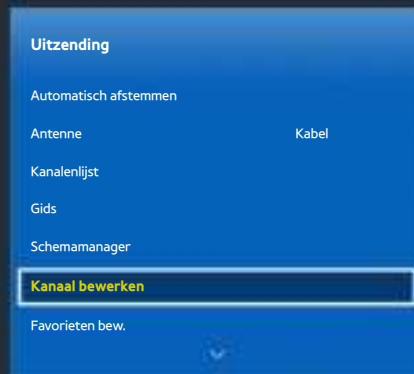 Uitzending
Automatisch afstemmen
Antenne Kabel
Kanalenlijst
Gids
Schemamanager
Kanaal bewerken
Favorieten bew.